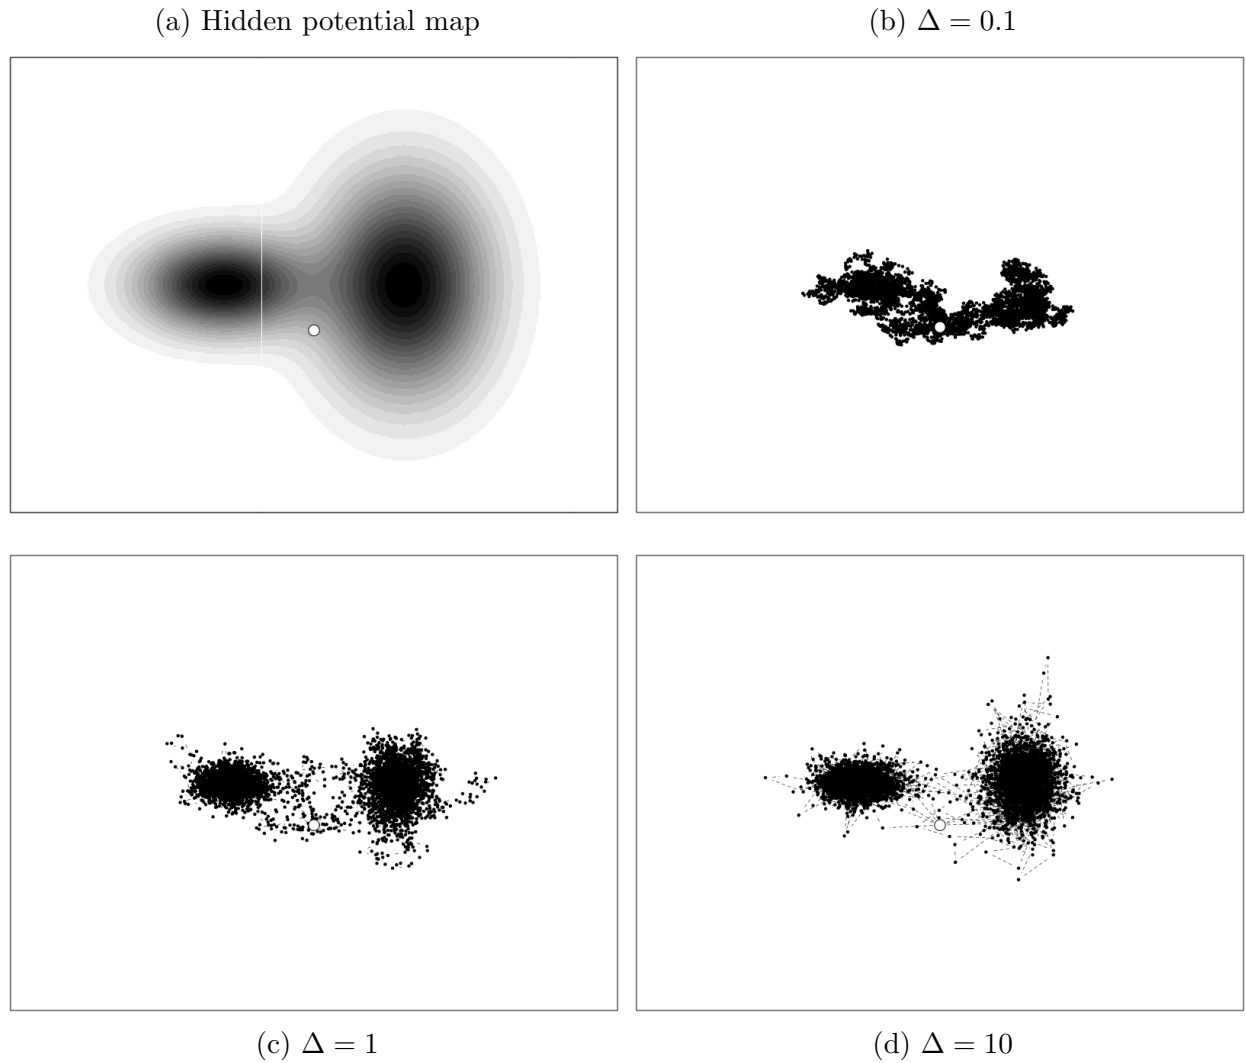 (a) Hidden potential map
(b) Δ = 0.1
(c) Δ = 1
(d) Δ = 10